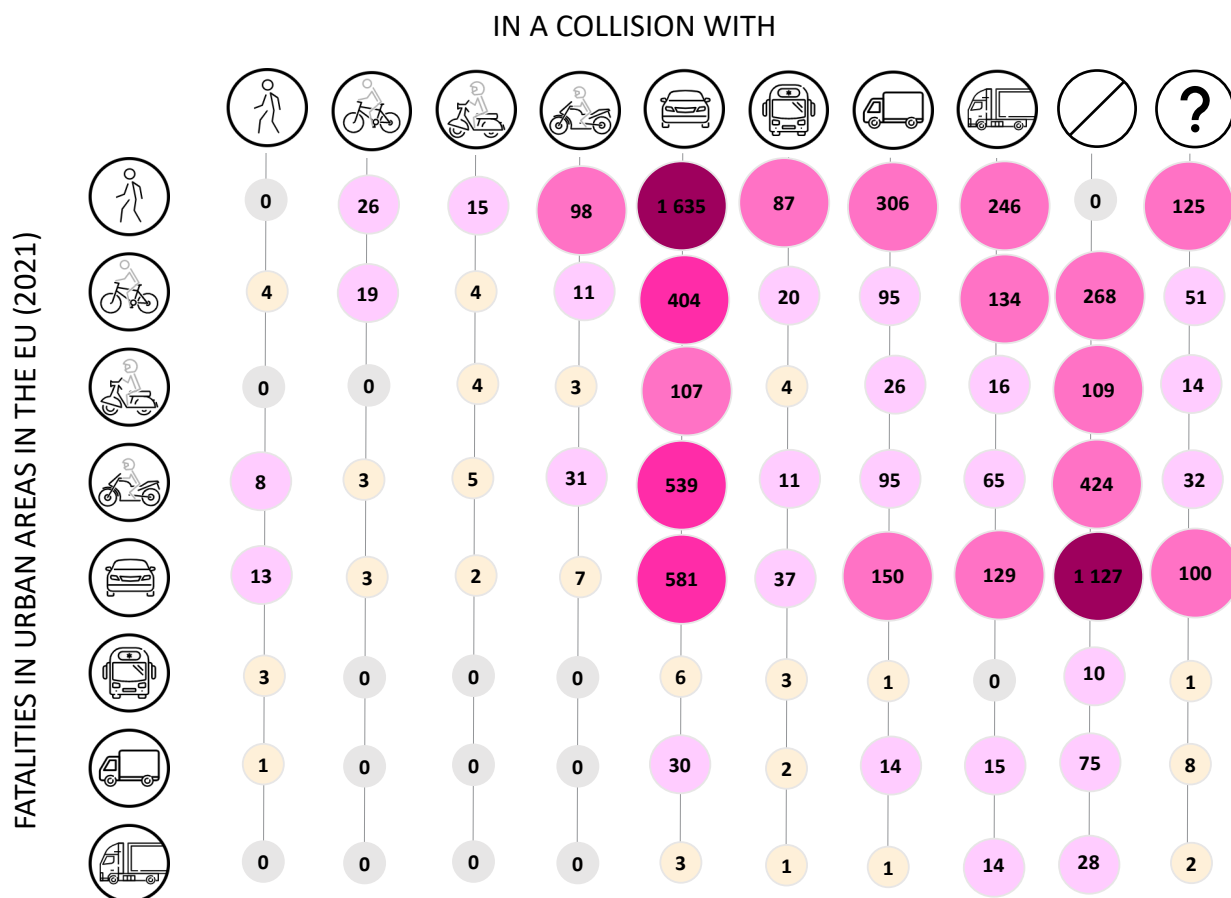 IN A COLLISION WITH
?
FATALITIES IN URBAN AREAS IN THE EU (2021)
0 26 15 98 1 635 87 306 246 0 125
4 19 4 11 404 20 95 134 268 51
0 0 4 3 107 4 26 16 109 14
8 3 5 31 539 11 95 65 424 32
13 3 2 7 581 37 150 129 1 127 100
3 0 0 0 6 3 1 0 10 1
1 0 0 0 30 2 14 15 75 8
0 0 0 0 3 1 1 14 28 2